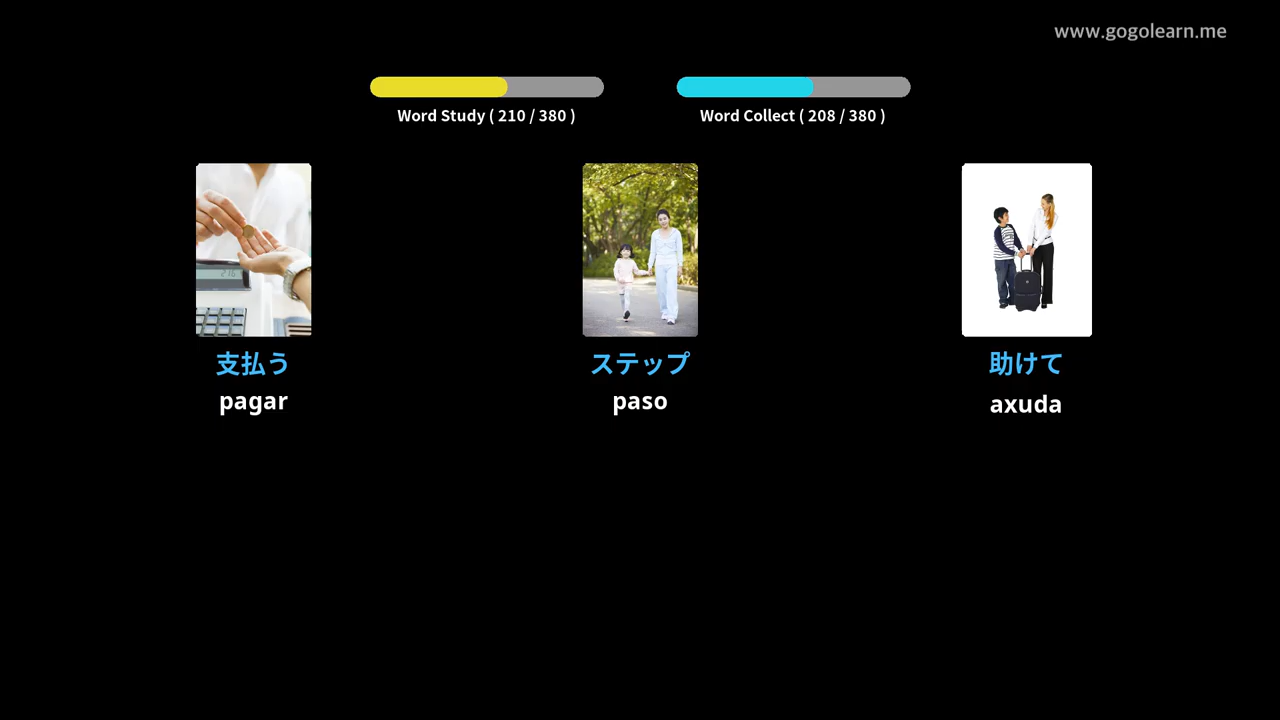 www.gogolearn.me
Word Study ( 210 / 380 )
Word Collect ( 208 / 380 )
支払う
ステップ
助けて
pagar
paso
axuda